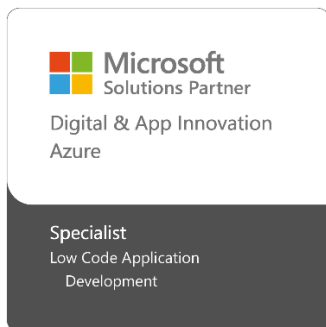 Microsoft
Solutions Partner
Digital & App Innovation
Azure
Specialist
Low Code Application
Development